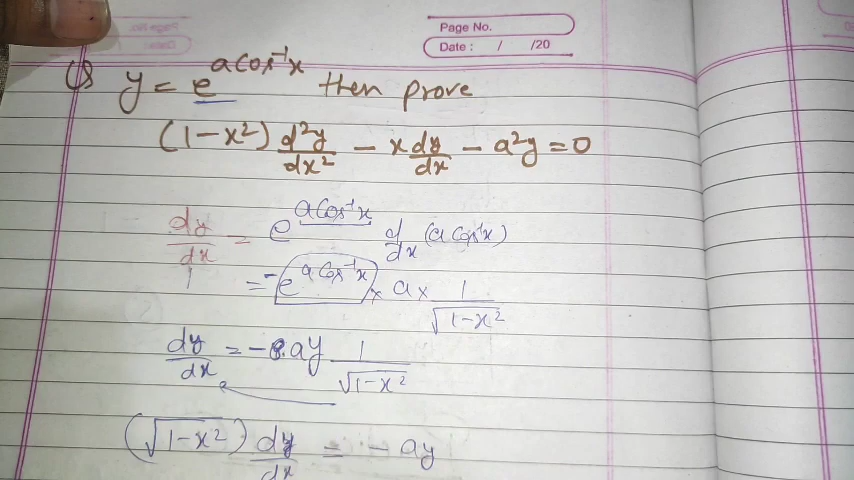 Page No.
Date : / /20
Q y = e^(a cos⁻¹x) then prove
(1-x²) d²y/dx² - x dy/dx - a²y = 0
dy/dx = e^(a cos⁻¹x) d/dx (a cos⁻¹x)
= -e^(a cos⁻¹x) × a × 1/√(1-x²)
dy/dx = - ay 1/√(1-x²)
(√(1-x²)) dy/dx = - ay